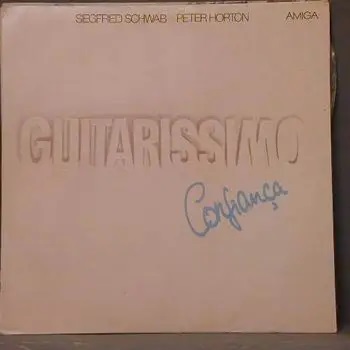 SIEGFRIED SCHWAB PETER HORTON AMIGA
GUITARISSIMO
Confiança